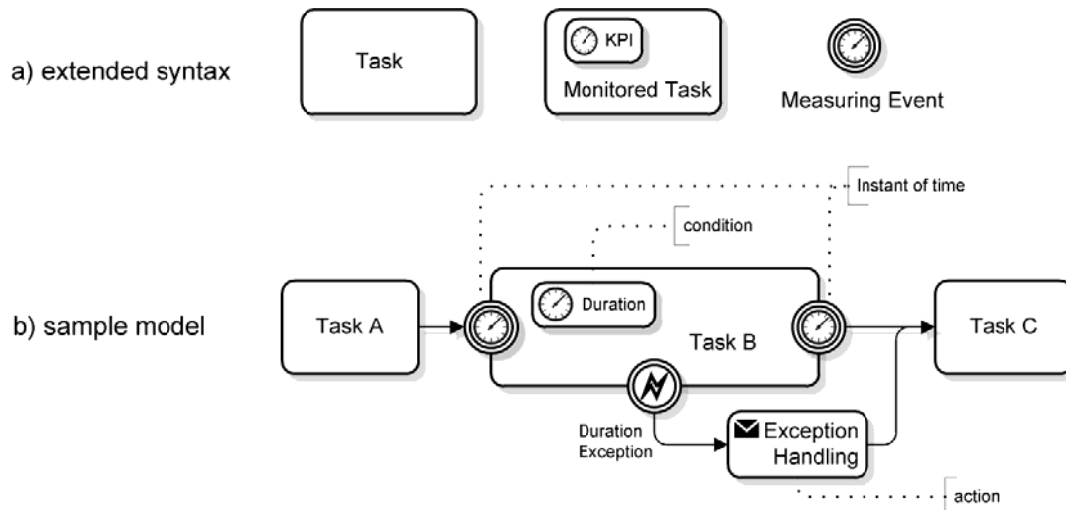 a) extended syntax
Task
KPI
Monitored Task
Measuring Event
Instant of time
condition
b) sample model
Task A
Duration
Task B
Task C
Duration
Exception
Exception
Handling
action